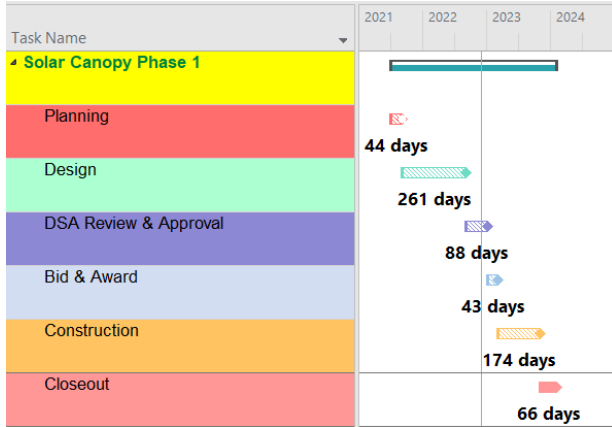 2021 2022 2023 2024
Task Name
Solar Canopy Phase 1
Planning
44 days
Design
261 days
DSA Review & Approval
88 days
Bid & Award
43 days
Construction
174 days
Closeout
66 days